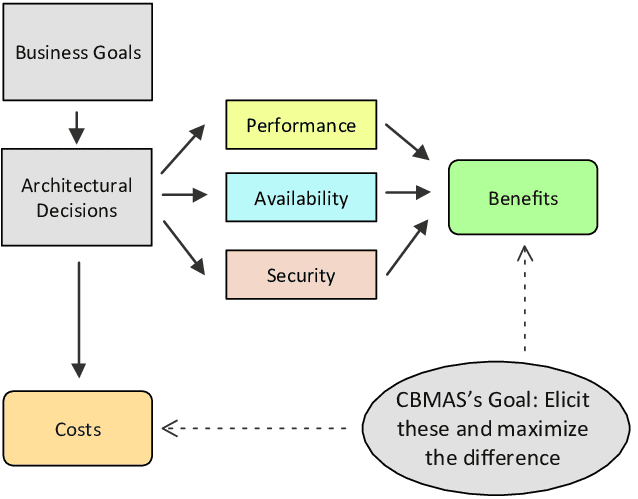 Business Goals
Architectural
Decisions
Performance
Availability
Security
Benefits
Costs
CBMAS's Goal: Elicit
these and maximize
the difference